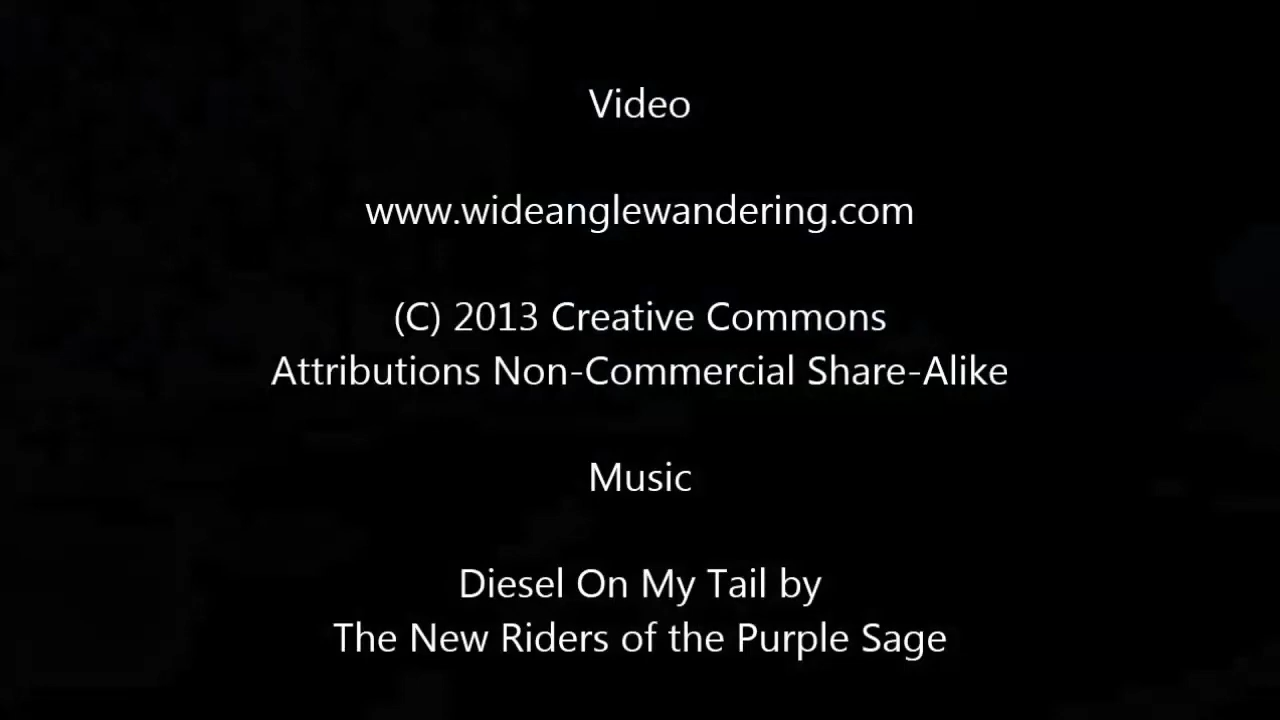 Video
www.wideanglewandering.com
(C) 2013 Creative Commons
Attributions Non-Commercial Share-Alike
Music
Diesel On My Tail by
The New Riders of the Purple Sage